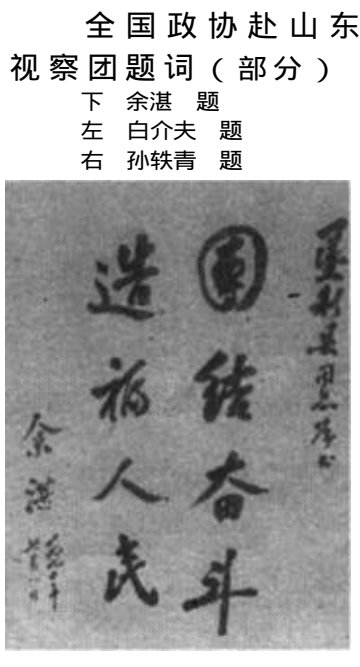 全国政协赴山东
视察团题词（部分）
下 余湛 题
左 白介夫 题
右 孙轶青 题
團结奋斗
造福人民
余湛